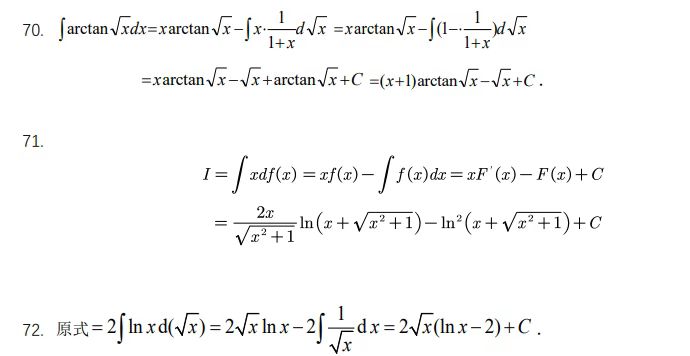 70. ∫arctan√x dx=x arctan√x−∫x·1/(1+x) d√x =x arctan√x−∫(1−·1/(1+x))d√x
=x arctan√x−√x+arctan√x+C =(x+1)arctan√x−√x+C .
71.
I = ∫xdf(x) = xf(x) − ∫f(x)dx = xF′(x) − F(x) + C
= 2x/√(x²+1) ln(x+√(x²+1)) − ln²(x+√(x²+1)) + C
72. 原式 = 2∫ln x d(√x) = 2√x ln x − 2∫1/√x dx = 2√x(ln x − 2) + C .